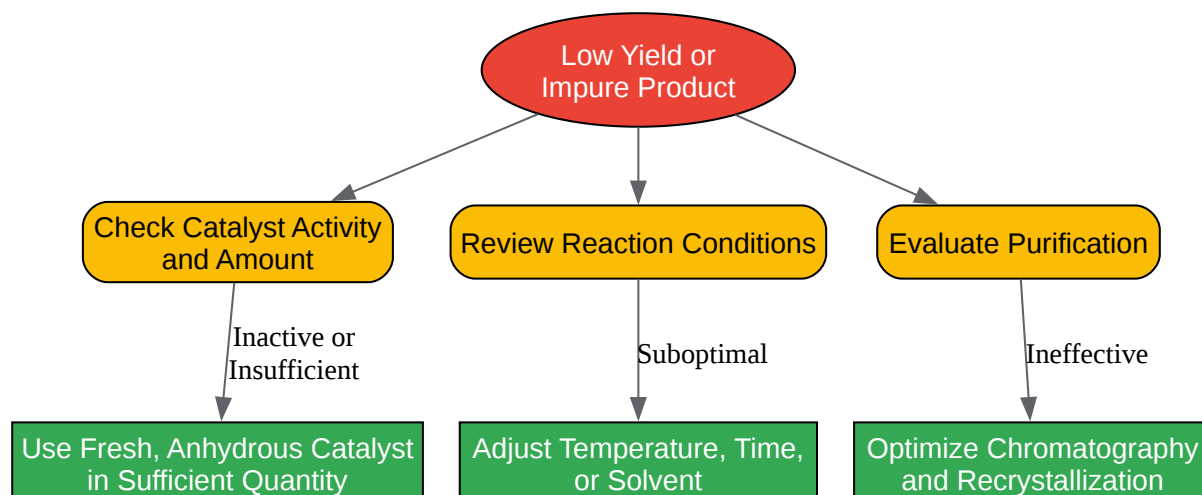 Low Yield or
Impure Product
Check Catalyst Activity
and Amount
Review Reaction Conditions
Evaluate Purification
Inactive or
Insufficient
Suboptimal
Ineffective
Use Fresh, Anhydrous Catalyst
in Sufficient Quantity
Adjust Temperature, Time,
or Solvent
Optimize Chromatography
and Recrystallization